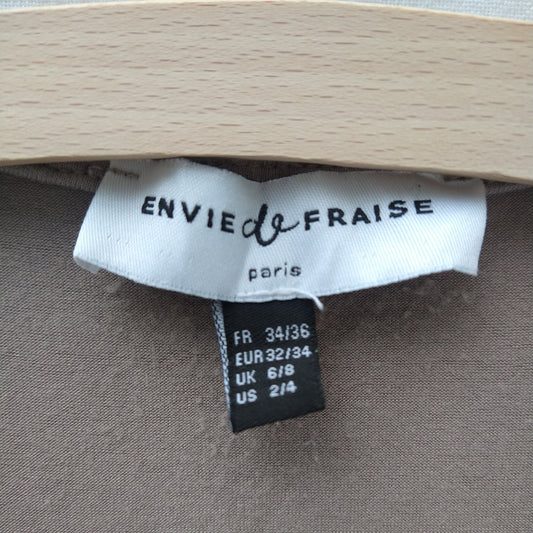 ENVIE de FRAISE
paris
FR 34/36
EUR 32/34
UK 6/8
US 2/4